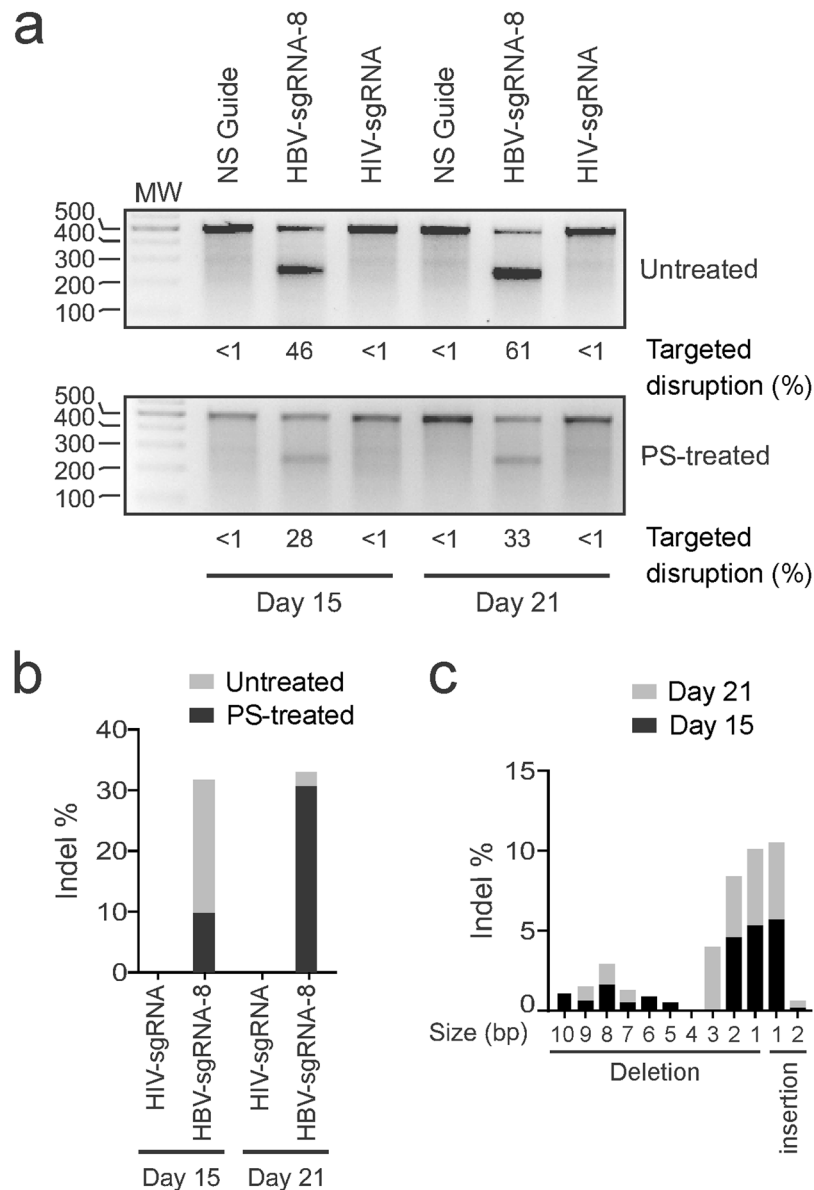 a
NS Guide
HBV-sgRNA-8
HIV-sgRNA
NS Guide
HBV-sgRNA-8
HIV-sgRNA
MW
500
400
300
200
100
Untreated
<1 46 <1 <1 61 <1
Targeted
disruption (%)
500
400
300
200
100
PS-treated
<1 28 <1 <1 33 <1
Targeted
disruption (%)
Day 15 Day 21
b
Untreated
PS-treated
40
30
20
10
0
Indel %
HIV-sgRNA
HBV-sgRNA-8
HIV-sgRNA
HBV-sgRNA-8
Day 15 Day 21
c
Day 21
Day 15
15
10
5
0
Indel %
Size (bp) 10 9 8 7 6 5 4 3 2 1 1 2
Deletion
insertion